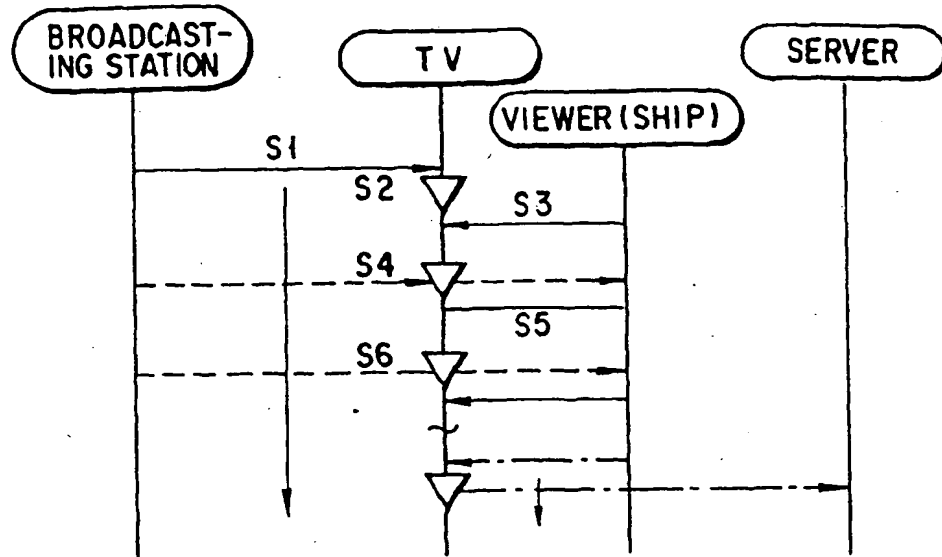 BROADCAST-
ING STATION
TV
SERVER
VIEWER (SHIP)
S1
S2
S3
S4
S5
S6